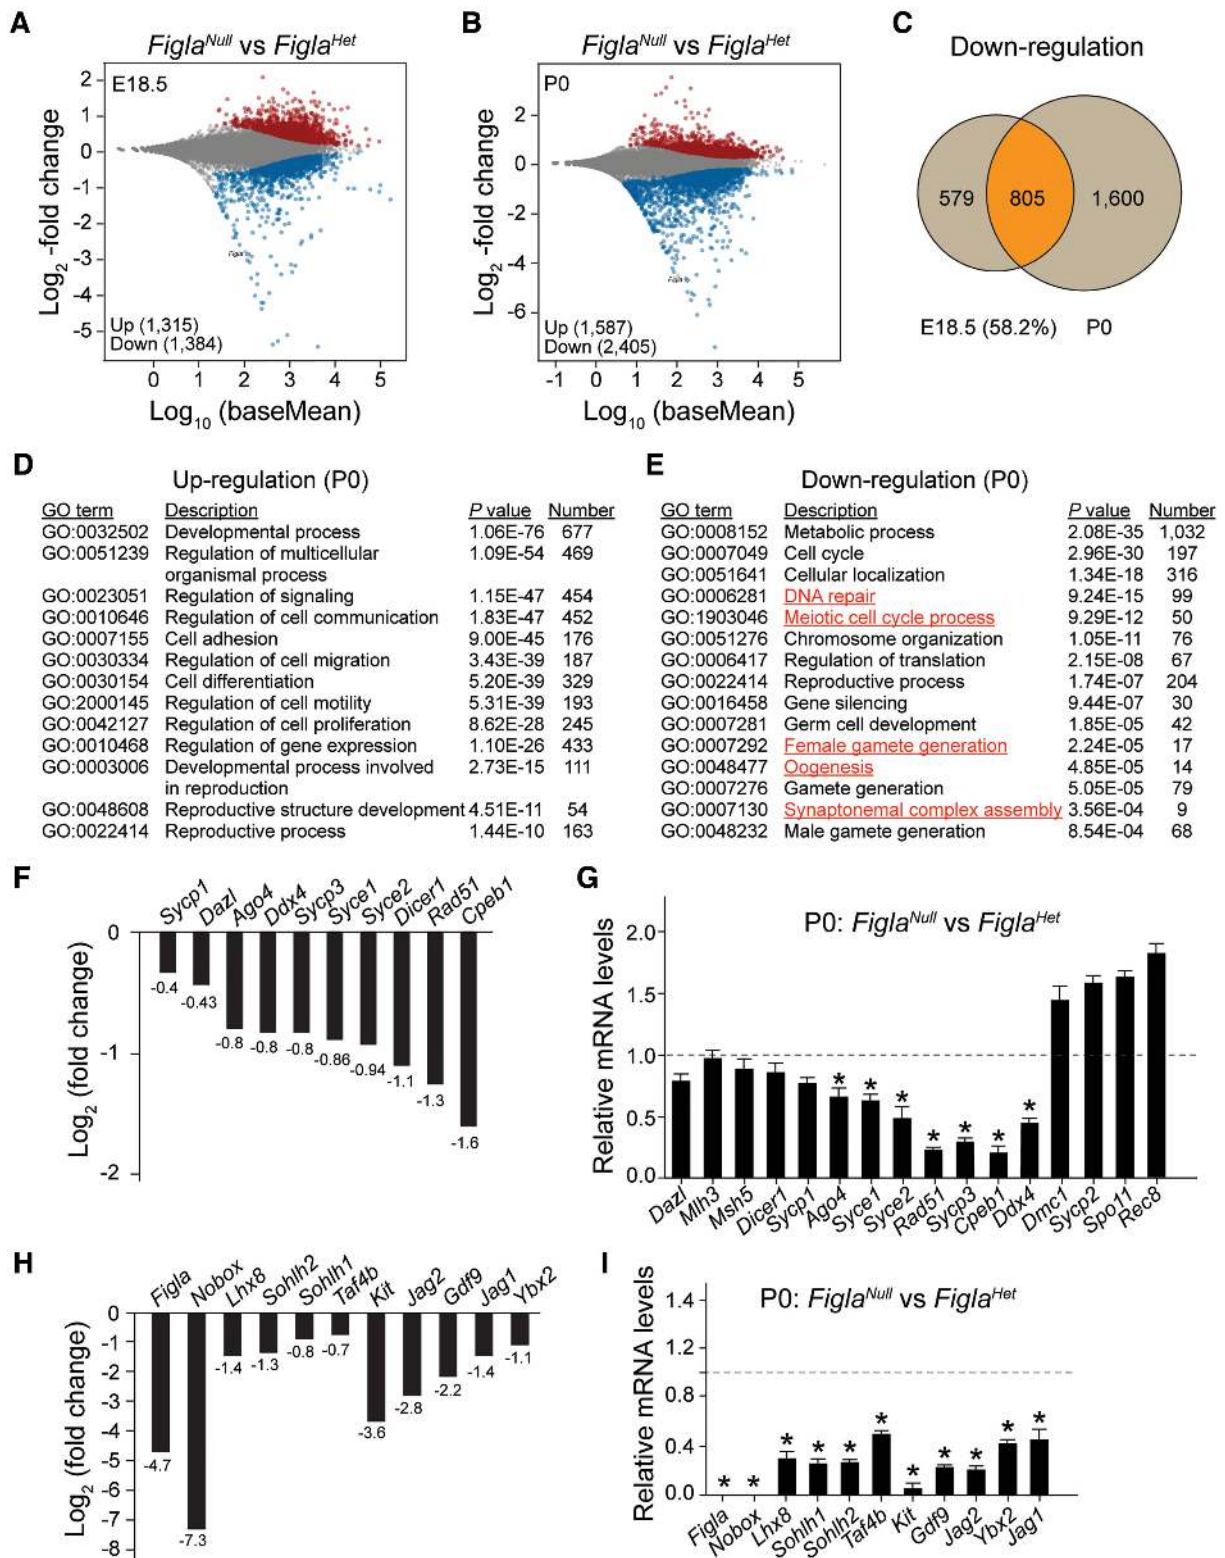 A
Figla^Null vs Figla^Het
E18.5
Log2 -fold change
2
1
0
-1
-2
-3
-4
-5
Figla
Up (1,315)
Down (1,384)
0 1 2 3 4 5
Log10 (baseMean)
B
Figla^Null vs Figla^Het
P0
Log2 -fold change
2
0
-2
-4
-6
Figla
Up (1,587)
Down (2,405)
-1 0 1 2 3 4 5
Log10 (baseMean)
C
Down-regulation
579 805 1,600
E18.5 (58.2%) P0
D
Up-regulation (P0)
GO term Description P value Number
GO:0032502 Developmental process 1.06E-76 677
GO:0051239 Regulation of multicellular 1.09E-54 469
organismal process
GO:0023051 Regulation of signaling 1.15E-47 454
GO:0010646 Regulation of cell communication 1.83E-47 452
GO:0007155 Cell adhesion 9.00E-45 176
GO:0030334 Regulation of cell migration 3.43E-39 187
GO:0030154 Cell differentiation 5.20E-39 329
GO:2000145 Regulation of cell motility 5.31E-39 193
GO:0042127 Regulation of cell proliferation 8.62E-28 245
GO:0010468 Regulation of gene expression 1.10E-26 433
GO:0003006 Developmental process involved 2.73E-15 111
in reproduction
GO:0048608 Reproductive structure development 4.51E-11 54
GO:0022414 Reproductive process 1.44E-10 163
E
Down-regulation (P0)
GO term Description P value Number
GO:0008152 Metabolic process 2.08E-35 1,032
GO:0007049 Cell cycle 2.96E-30 197
GO:0051641 Cellular localization 1.34E-18 316
GO:0006281 DNA repair 9.24E-15 99
GO:1903046 Meiotic cell cycle process 9.29E-12 50
GO:0051276 Chromosome organization 1.05E-11 76
GO:0006417 Regulation of translation 2.15E-08 67
GO:0022414 Reproductive process 1.74E-07 204
GO:0016458 Gene silencing 9.44E-07 30
GO:0007281 Germ cell development 1.85E-05 42
GO:0007292 Female gamete generation 2.24E-05 17
GO:0048477 Oogenesis 4.85E-05 14
GO:0007276 Gamete generation 5.05E-05 79
GO:0007130 Synaptonemal complex assembly 3.56E-04 9
GO:0048232 Male gamete generation 8.54E-04 68
F
Sycp1 Dazl Ago4 Ddx4 Sycp3 Syce1 Syce2 Dicer1 Rad51 Cpeb1
Log2 (fold change)
0
-1
-2
-0.4 -0.43 -0.8 -0.8 -0.8 -0.86 -0.94 -1.1 -1.3 -1.6
G
P0: Figla^Null vs Figla^Het
Relative mRNA levels
2.0
1.5
1.0
0.5
0.0
* * * * * * *
Dazl Mlh3 Msh5 Dicer1 Sycp1 Ago4 Syce1 Syce2 Rad51 Sycp3 Cpeb1 Ddx4 Dmc1 Sycp2 Spo11 Rec8
H
Figla Nobox Lhx8 Sohlh2 Sohlh1 Taf4b Kit Jag2 Gdf9 Jag1 Ybx2
Log2 (fold change)
0
-1
-2
-3
-4
-5
-6
-7
-8
-4.7 -7.3 -1.4 -1.3 -0.8 -0.7 -3.6 -2.8 -2.2 -1.4 -1.1
I
P0: Figla^Null vs Figla^Het
Relative mRNA levels
1.4
1.2
0.8
0.4
0.0
* * * * * * * * * * *
Figla Nobox Lhx8 Sohlh1 Sohlh2 Taf4b Kit Gdf9 Jag2 Ybx2 Jag1